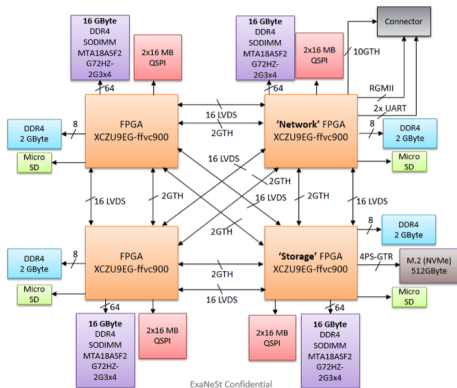 16 GByte
DDR4
SODIMM
MTA18ASF2
G72HZ-
2G3x4
2x16 MB
QSPI
16 GByte
DDR4
SODIMM
MTA18ASF2
G72HZ-
2G3x4
2x16 MB
QSPI
Connector
10GTH
RGMII
2x UART
64
64
DDR4
2 GByte
8
Micro
SD
FPGA
XCZU9EG-ffvc900
16 LVDS
2GTH
'Network' FPGA
XCZU9EG-ffvc900
8
DDR4
2 GByte
Micro
SD
16 LVDS
2GTH
16 LVDS
2GTH
16 LVDS
2GTH
2GTH
16 LVDS
DDR4
2 GByte
8
Micro
SD
FPGA
XCZU9EG-ffvc900
2GTH
16 LVDS
'Storage' FPGA
XCZU9EG-ffvc900
8
DDR4
2 GByte
4PS-GTR
M.2 (NVMe)
512GByte
Micro
SD
64
16 GByte
DDR4
SODIMM
MTA18ASF2
G72HZ-
2G3x4
2x16 MB
QSPI
2x16 MB
QSPI
64
16 GByte
DDR4
SODIMM
MTA18ASF2
G72HZ-
2G3x4
ExaNeSt Confidential